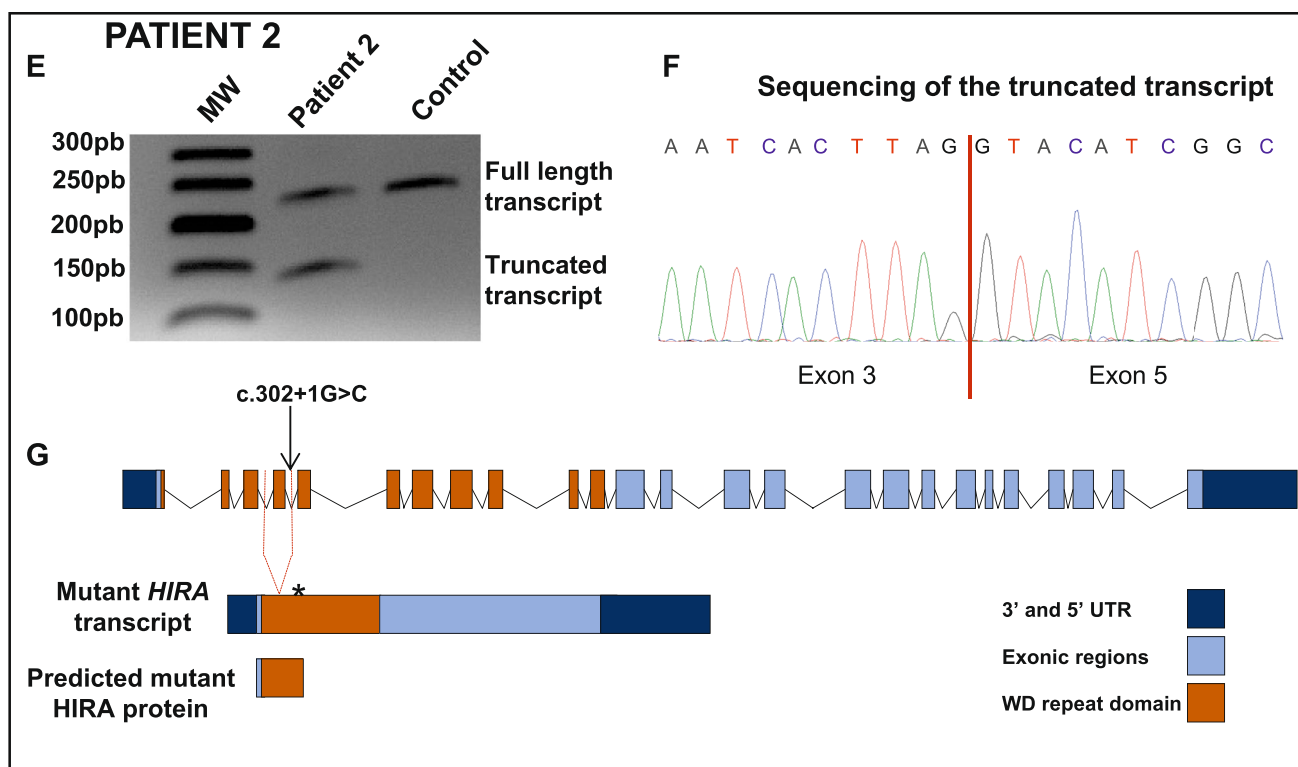 PATIENT 2
E
MW
Patient 2
Control
300pb
250pb
200pb
150pb
100pb
Full length
transcript
Truncated
transcript
F
Sequencing of the truncated transcript
A A T C A C T T A G G T A C A T C G G C
Exon 3
Exon 5
c.302+1G>C
G
*
Mutant HIRA
transcript
Predicted mutant
HIRA protein
3’ and 5’ UTR
Exonic regions
WD repeat domain